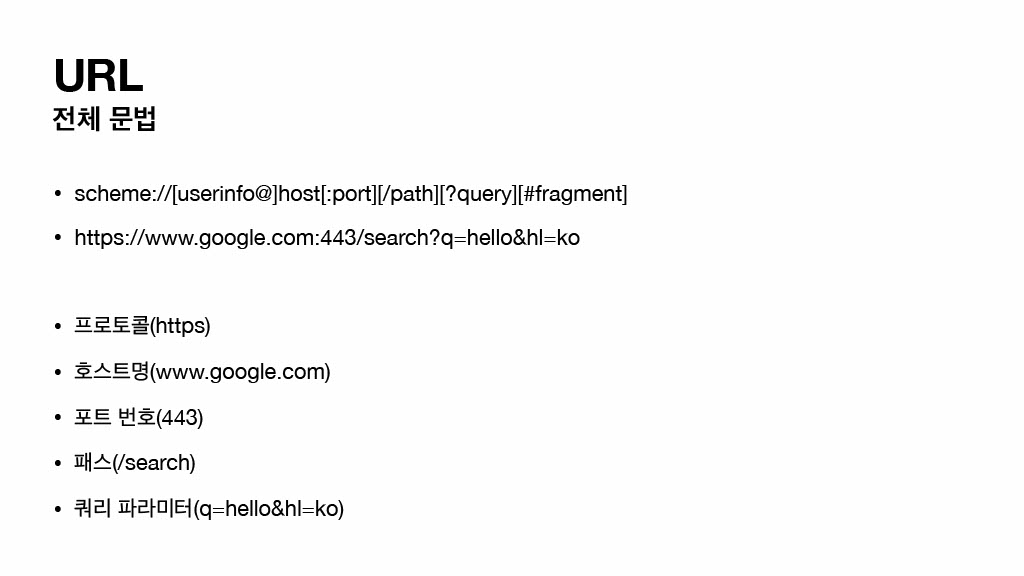 URL
전체 문법
• scheme://[userinfo@]host[:port][/path][?query][#fragment]
• https://www.google.com:443/search?q=hello&hl=ko
• 프로토콜(https)
• 호스트명(www.google.com)
• 포트 번호(443)
• 패스(/search)
• 쿼리 파라미터(q=hello&hl=ko)